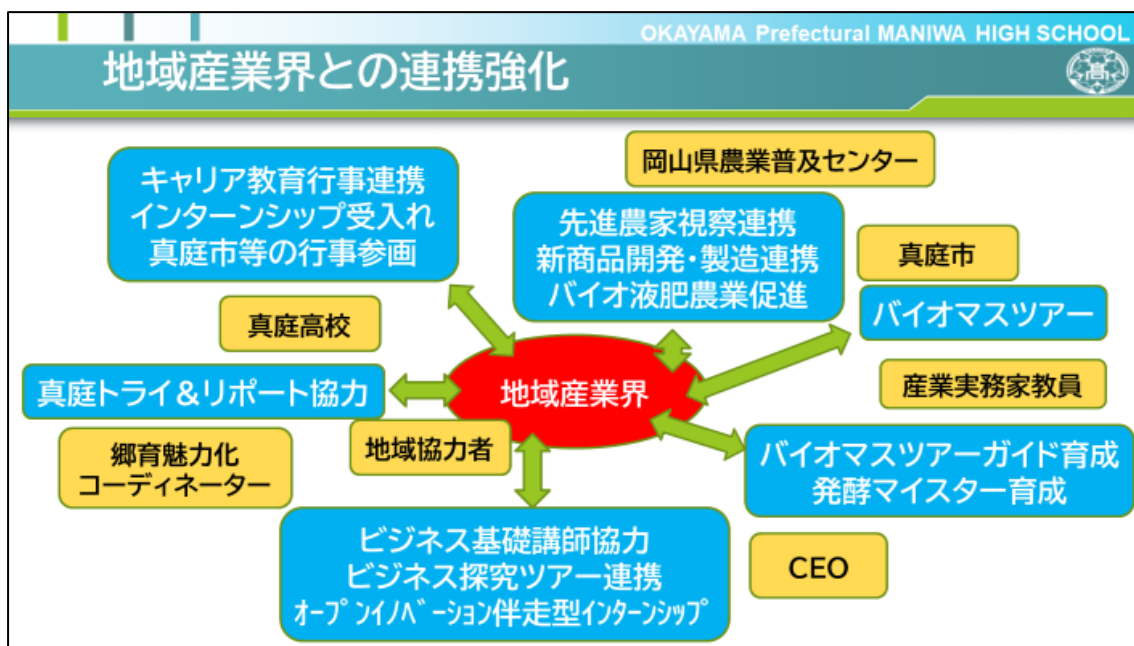 OKAYAMA Prefectural MANIWA HIGH SCHOOL
地域産業界との連携強化
岡山県農業普及センター
キャリア教育行事連携
インターンシップ受入れ
真庭市等の行事参画
先進農家視察連携
新商品開発・製造連携
バイオ液肥農業促進
真庭市
バイオマスツアー
真庭高校
地域産業界
産業実務家教員
真庭トライ&リポート協力
地域協力者
郷育魅力化
コーディネーター
バイオマスツアーガイド育成
発酵マイスター育成
ビジネス基礎講師協力
ビジネス探究ツアー連携
ｵｰﾌﾟﾝｲﾉﾍﾞｰｼｮﾝ伴走型ｲﾝﾀｰﾝｼｯﾌﾟ
CEO
高